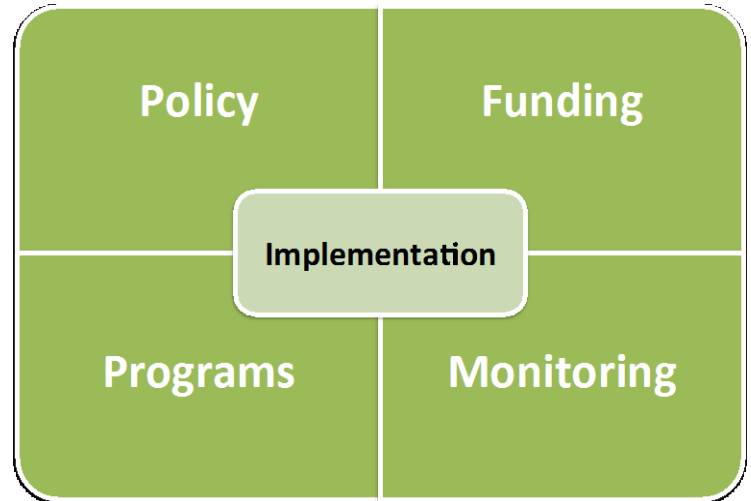 Policy
Funding
Implementation
Programs
Monitoring